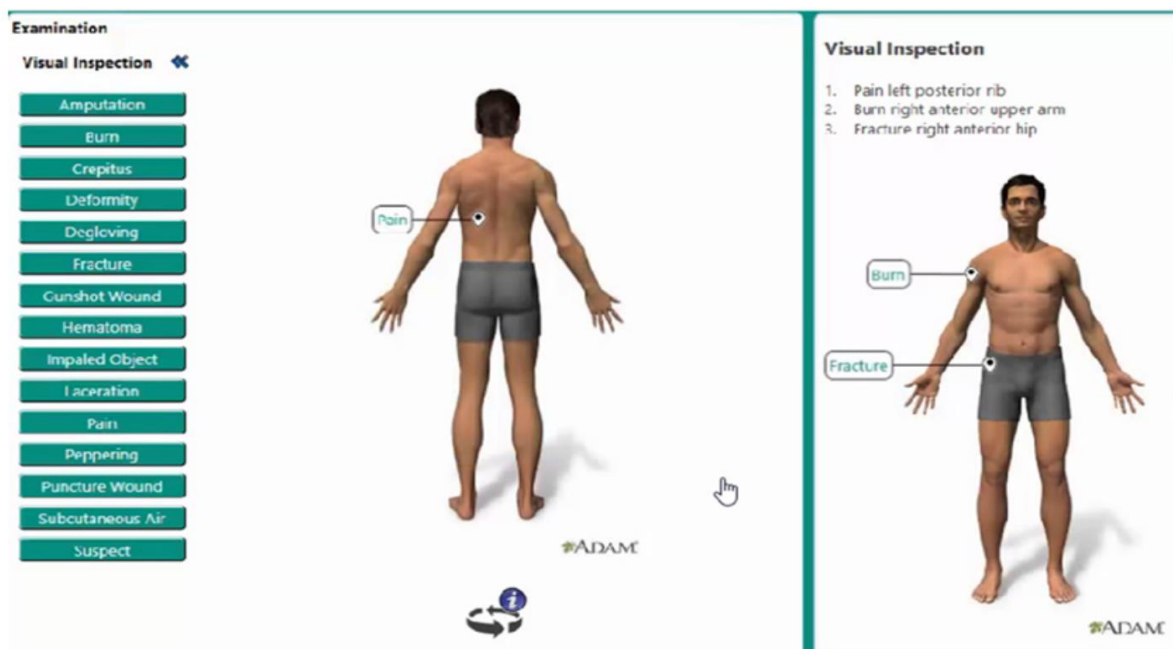 Examination
Visual Inspection
Amputation
Burn
Crepitus
Deformity
Degloving
Fracture
Gunshot Wound
Hematoma
Impaled Object
Laceration
Pain
Peppering
Puncture Wound
Subcutaneous Air
Suspect
Pain
ADAM
i
Visual Inspection
1. Pain left posterior rib
2. Burn right anterior upper arm
3. Fracture right anterior hip
Burn
Fracture
ADAM